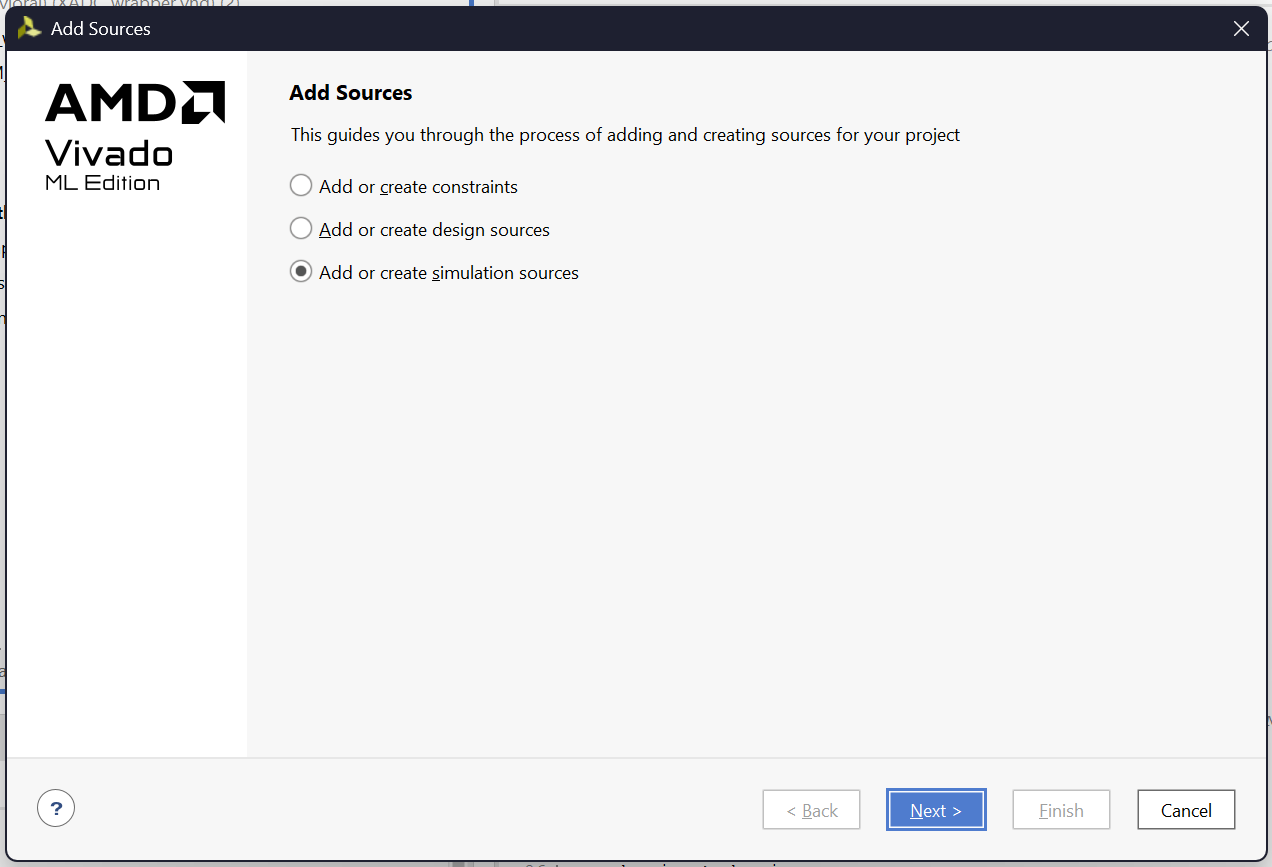 Add Sources
AMD
Vivado
ML Edition
Add Sources
This guides you through the process of adding and creating sources for your project
Add or create constraints
Add or create design sources
Add or create simulation sources
?
< Back
Next >
Finish
Cancel